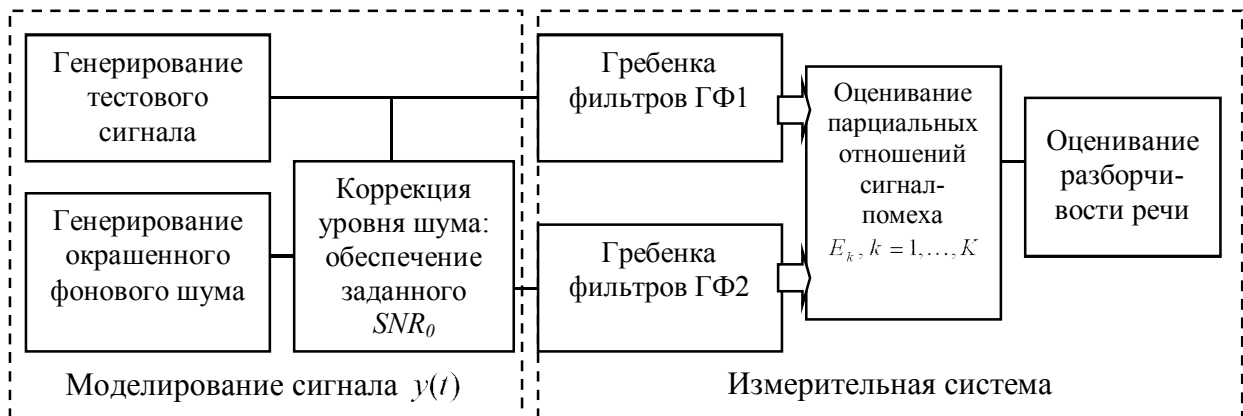 Генерирование
тестового
сигнала
Генерирование
окрашенного
фонового шума
Коррекция
уровня шума:
обеспечение
заданного
SNR₀
Моделирование сигнала y(t)
Гребенка
фильтров ГФ1
Гребенка
фильтров ГФ2
Оценивание
парциальных
отношений
сигнал-
помеха
E_k, k = 1,…, K
Оценивание
разборчи-
вости речи
Измерительная система